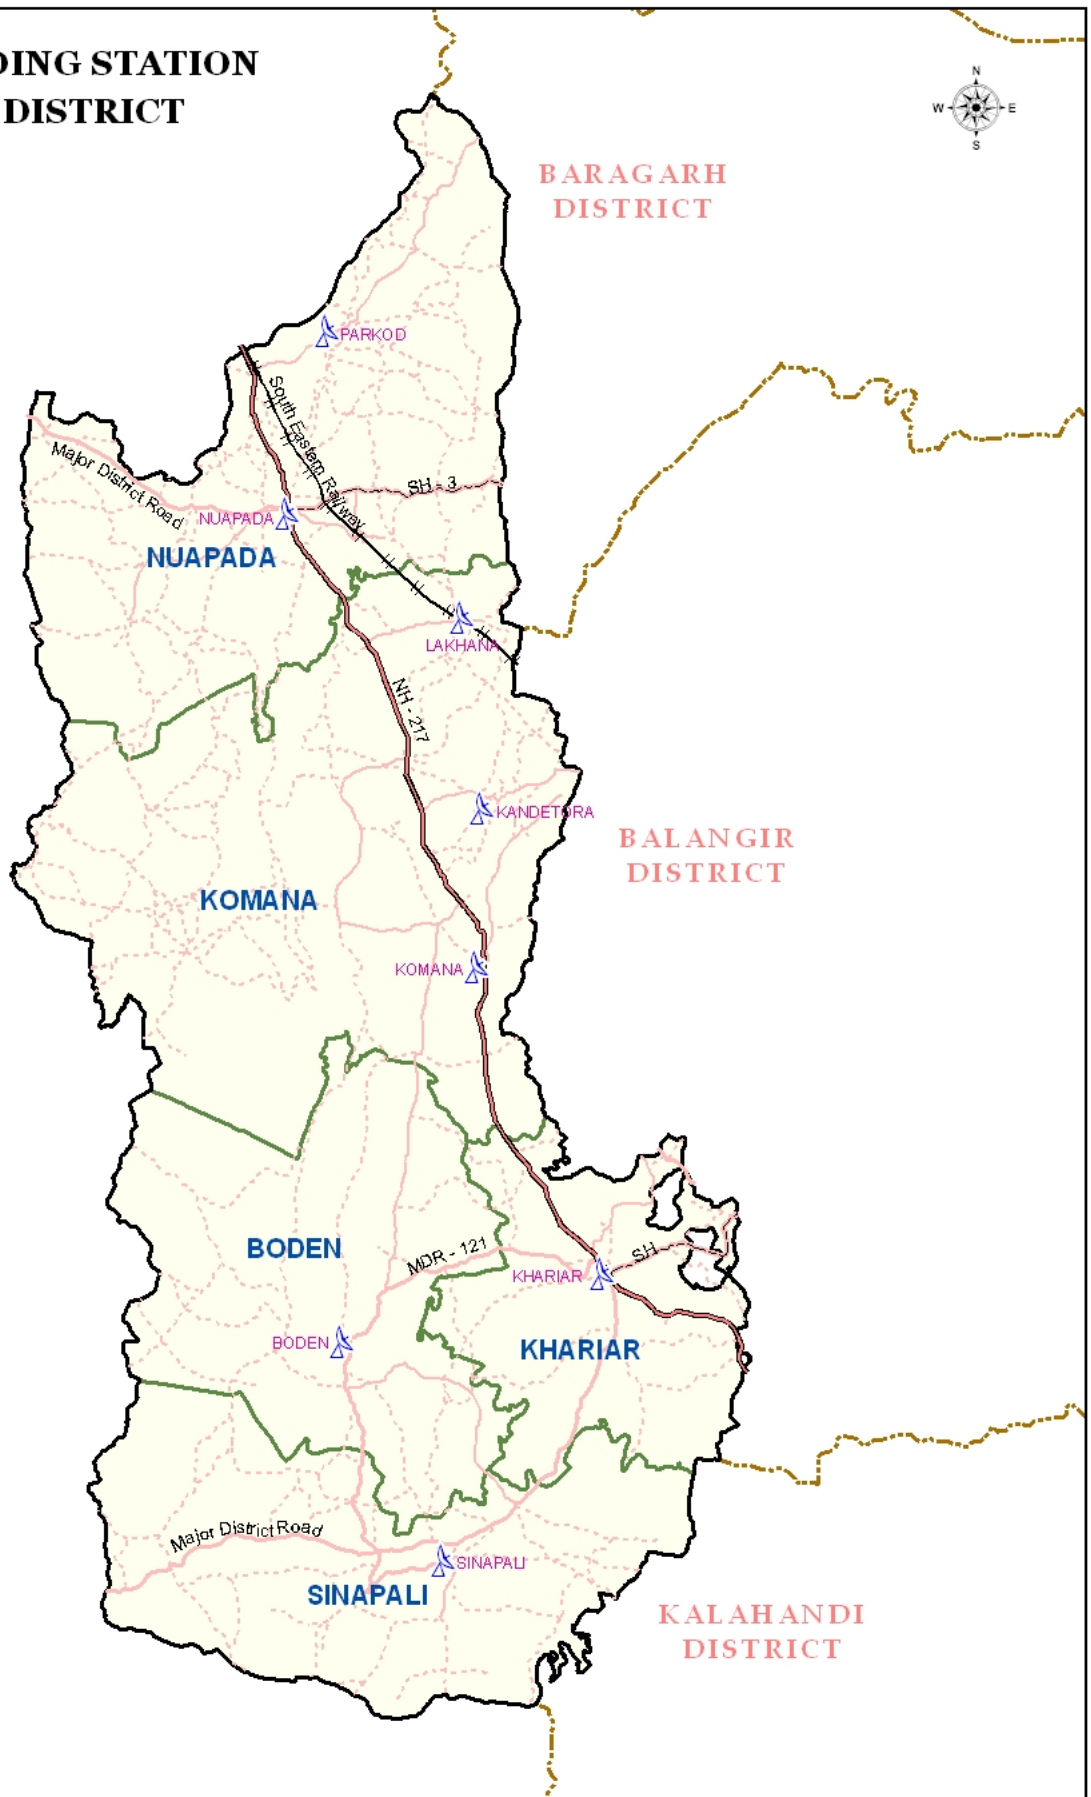 DING STATION
DISTRICT
N
W E
S
BARAGARH
DISTRICT
PARKOD
South Eastern Railway
Major District Road
SH - 3
NUAPADA
NUAPADA
LAKHANA
NH - 217
KANDETORA
BALANGIR
DISTRICT
KOMANA
KOMANA
BODEN
MDR - 121
SH
KHARIAR
BODEN
KHARIAR
Major District Road
SINAPALI
SINAPALI
KALAHANDI
DISTRICT